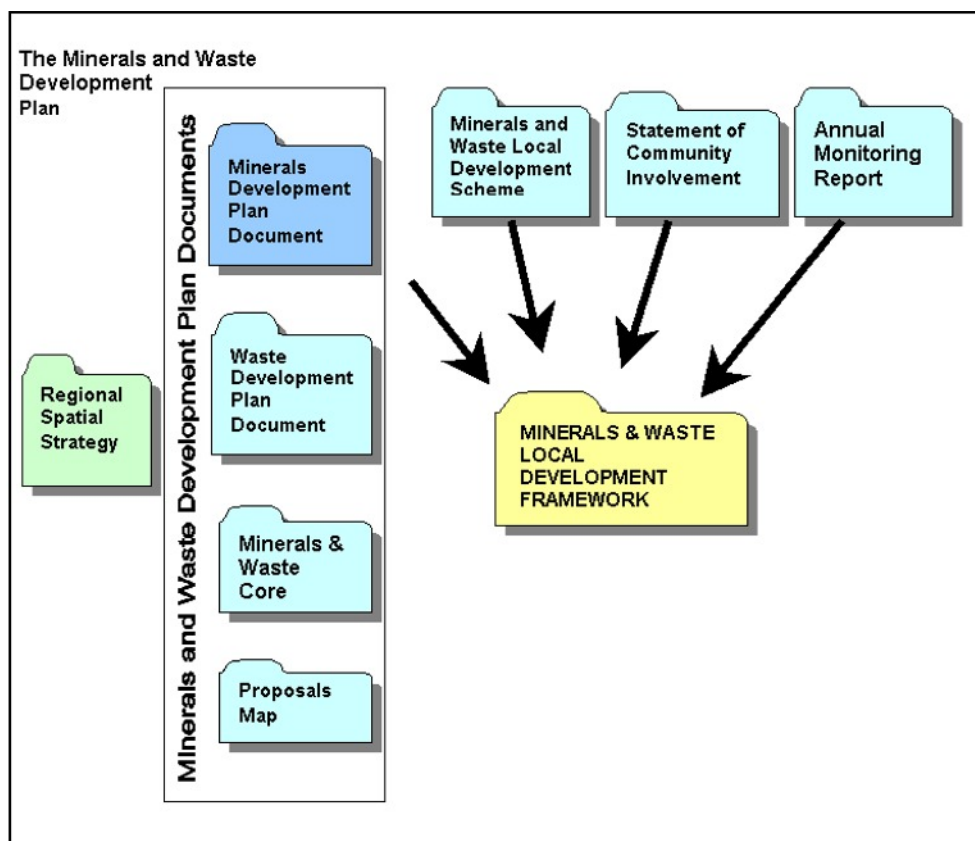 The Minerals and Waste
Development
Plan
Minerals and Waste Development Plan Documents
Minerals
Development
Plan
Document
Waste
Development
Plan
Document
Minerals &
Waste
Core
Proposals
Map
Regional
Spatial
Strategy
Minerals and
Waste Local
Development
Scheme
Statement of
Community
Involvement
Annual
Monitoring
Report
MINERALS & WASTE
LOCAL
DEVELOPMENT
FRAMEWORK